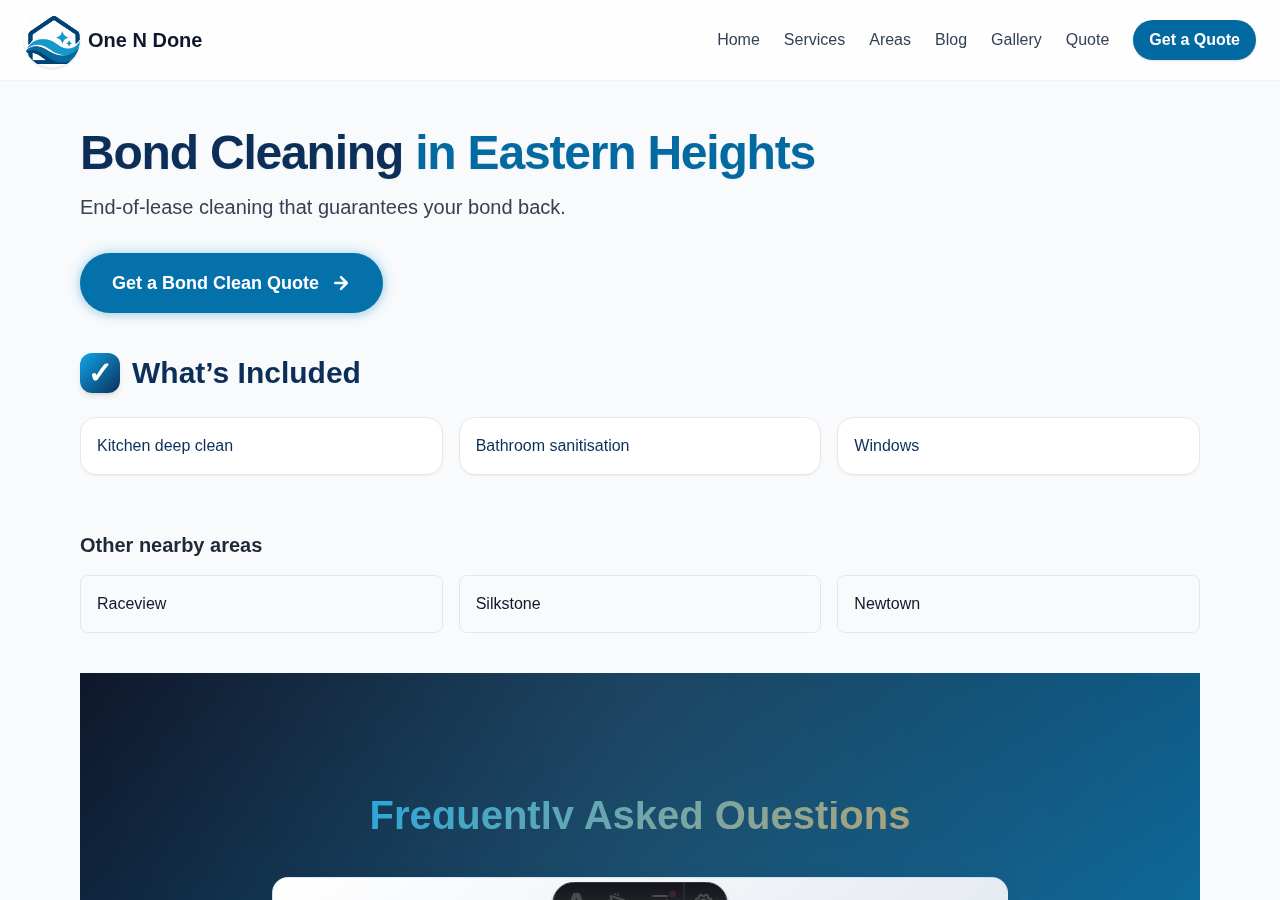 One N Done
Home
Services
Areas
Blog
Gallery
Quote
Get a Quote
Bond Cleaning in Eastern Heights
End-of-lease cleaning that guarantees your bond back.
Get a Bond Clean Quote
✓ What’s Included
Kitchen deep clean
Bathroom sanitisation
Windows
Other nearby areas
Raceview
Silkstone
Newtown
Frequently Asked Questions